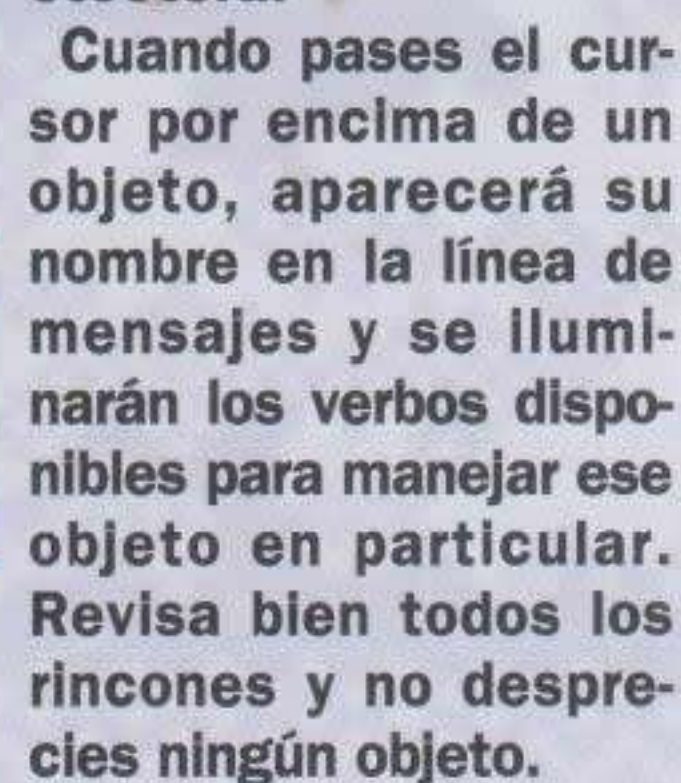 Cuando pases el cur-
sor por encima de un
objeto, aparecerá su
nombre en la línea de
mensajes y se ilumi-
narán los verbos dispo-
nibles para manejar ese
objeto en particular.
Revisa bien todos los
rincones y no despre-
cies ningún objeto.